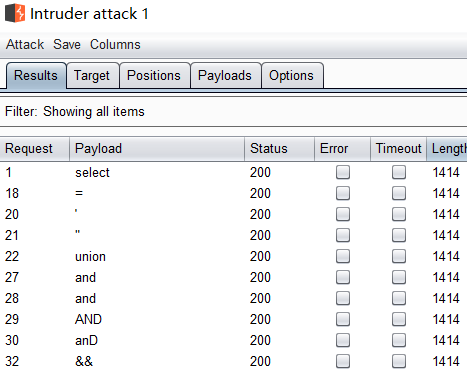 Intruder attack 1
Attack Save Columns
Results Target Positions Payloads Options
Filter: Showing all items
Request Payload Status Error Timeout Length
1 select 200 1414
18 = 200 1414
20 ' 200 1414
21 " 200 1414
22 union 200 1414
27 and 200 1414
28 and 200 1414
29 AND 200 1414
30 anD 200 1414
32 && 200 1414